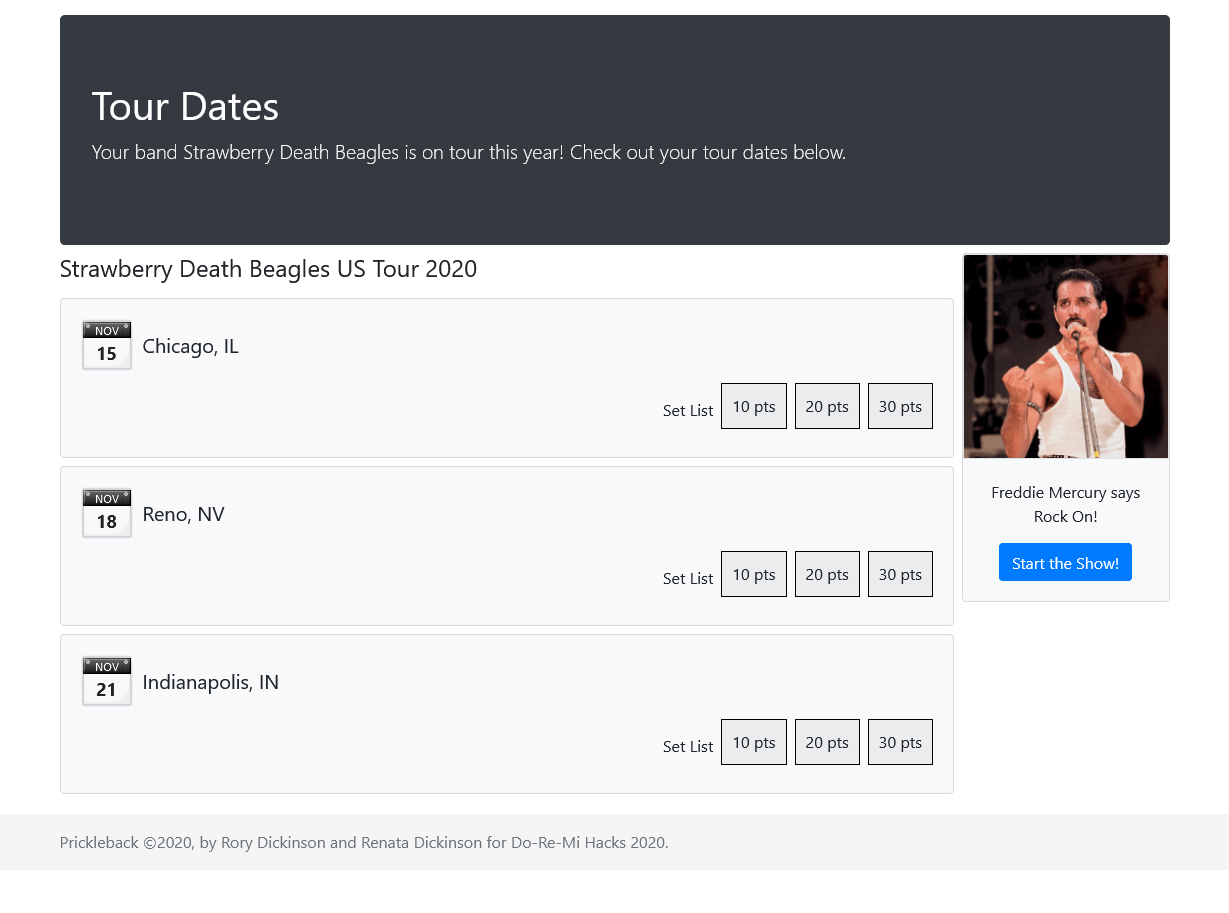 Tour Dates
Your band Strawberry Death Beagles is on tour this year! Check out your tour dates below.
Strawberry Death Beagles US Tour 2020
NOV
15
Chicago, IL
Set List 10 pts 20 pts 30 pts
NOV
18
Reno, NV
Set List 10 pts 20 pts 30 pts
NOV
21
Indianapolis, IN
Set List 10 pts 20 pts 30 pts
Freddie Mercury says
Rock On!
Start the Show!
Prickleback ©2020, by Rory Dickinson and Renata Dickinson for Do-Re-Mi Hacks 2020.